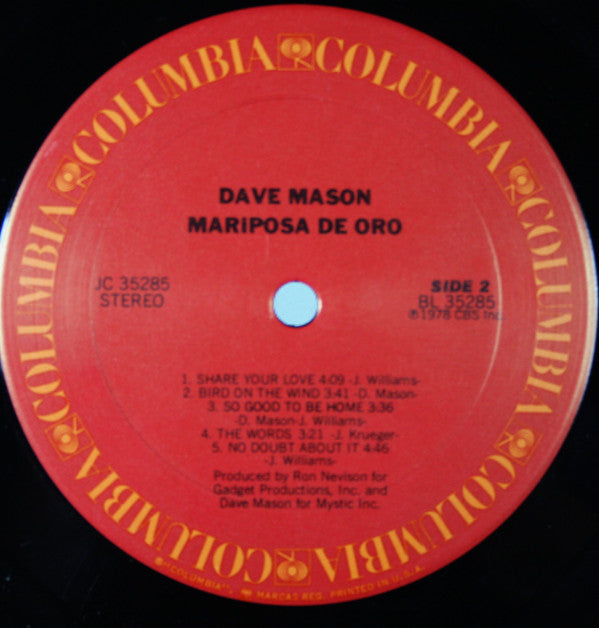 COLUMBIA COLUMBIA COLUMBIA COLUMBIA COLUMBIA COLUMBIA
DAVE MASON
MARIPOSA DE ORO
JC 35285
STEREO
SIDE 2
BL 35285
℗1978 CBS Inc.
1. SHARE YOUR LOVE 4:09 -J. Williams-
2. BIRD ON THE WIND 3:41 -D. Mason-
3. SO GOOD TO BE HOME 3:36
-D. Mason-J. Williams-
4. THE WORDS 3:21 -J. Krueger-
5. NO DOUBT ABOUT IT 4:46
-J. Williams-
Produced by Ron Nevison for
Gadget Productions, Inc. and
Dave Mason for Mystic Inc.
"COLUMBIA", MARCAS REG. PRINTED IN U.S.A.